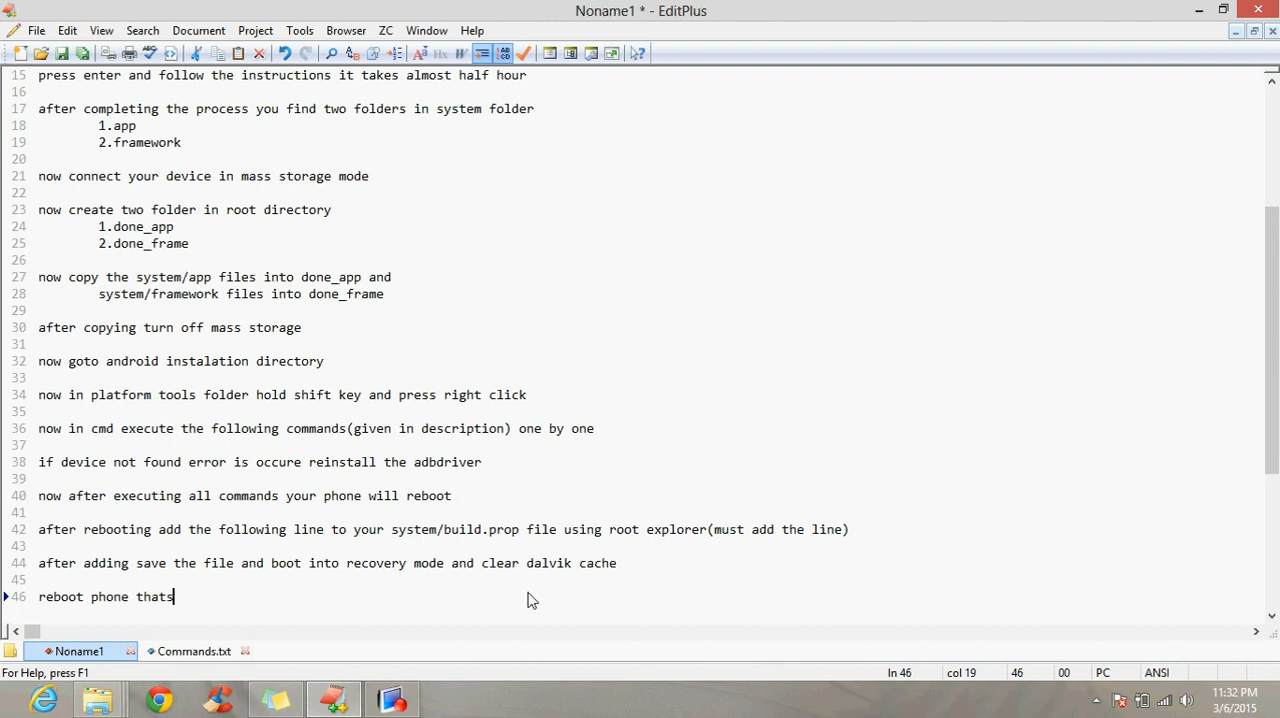 Noname1 * - EditPlus
File Edit View Search Document Project Tools Browser ZC Window Help
15 press enter and follow the instructions it takes almost half hour
16
17 after completing the process you find two folders in system folder
18 1.app
19 2.framework
20
21 now connect your device in mass storage mode
22
23 now create two folder in root directory
24 1.done_app
25 2.done_frame
26
27 now copy the system/app files into done_app and
28 system/framework files into done_frame
29
30 after copying turn off mass storage
31
32 now goto android instalation directory
33
34 now in platform tools folder hold shift key and press right click
35
36 now in cmd execute the following commands(given in description) one by one
37
38 if device not found error is occure reinstall the adbdriver
39
40 now after executing all commands your phone will reboot
41
42 after rebooting add the following line to your system/build.prop file using root explorer(must add the line)
43
44 after adding save the file and boot into recovery mode and clear dalvik cache
45
46 reboot phone thats
Noname1 Commands.txt
For Help, press F1 ln 46 col 19 46 00 PC ANSI
11:32 PM
3/6/2015